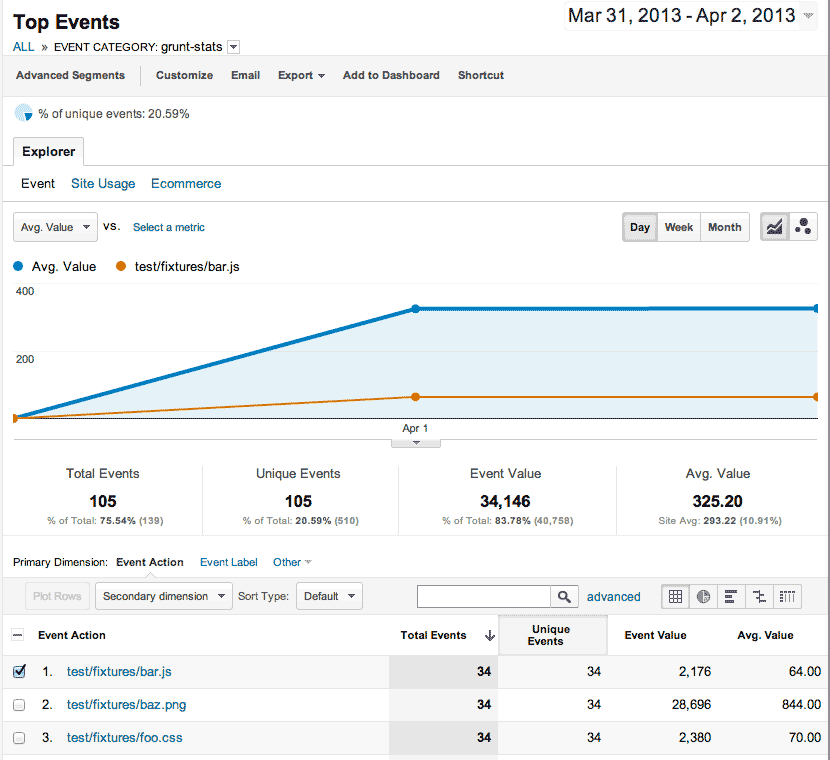 Top Events
Mar 31, 2013 - Apr 2, 2013
ALL » EVENT CATEGORY: grunt-stats
Advanced Segments Customize Email Export Add to Dashboard Shortcut
% of unique events: 20.59%
Explorer
Event Site Usage Ecommerce
Avg. Value vs. Select a metric Day Week Month
Avg. Value test/fixtures/bar.js
400
200
Apr 1
Total Events Unique Events Event Value Avg. Value
105 105 34,146 325.20
% of Total: 75.54% (139) % of Total: 20.59% (510) % of Total: 83.78% (40,758) Site Avg: 293.22 (10.91%)
Primary Dimension: Event Action Event Label Other
Plot Rows Secondary dimension Sort Type: Default advanced
Event Action Total Events Unique Events Event Value Avg. Value
1. test/fixtures/bar.js 34 34 2,176 64.00
2. test/fixtures/baz.png 34 34 28,696 844.00
3. test/fixtures/foo.css 34 34 2,380 70.00